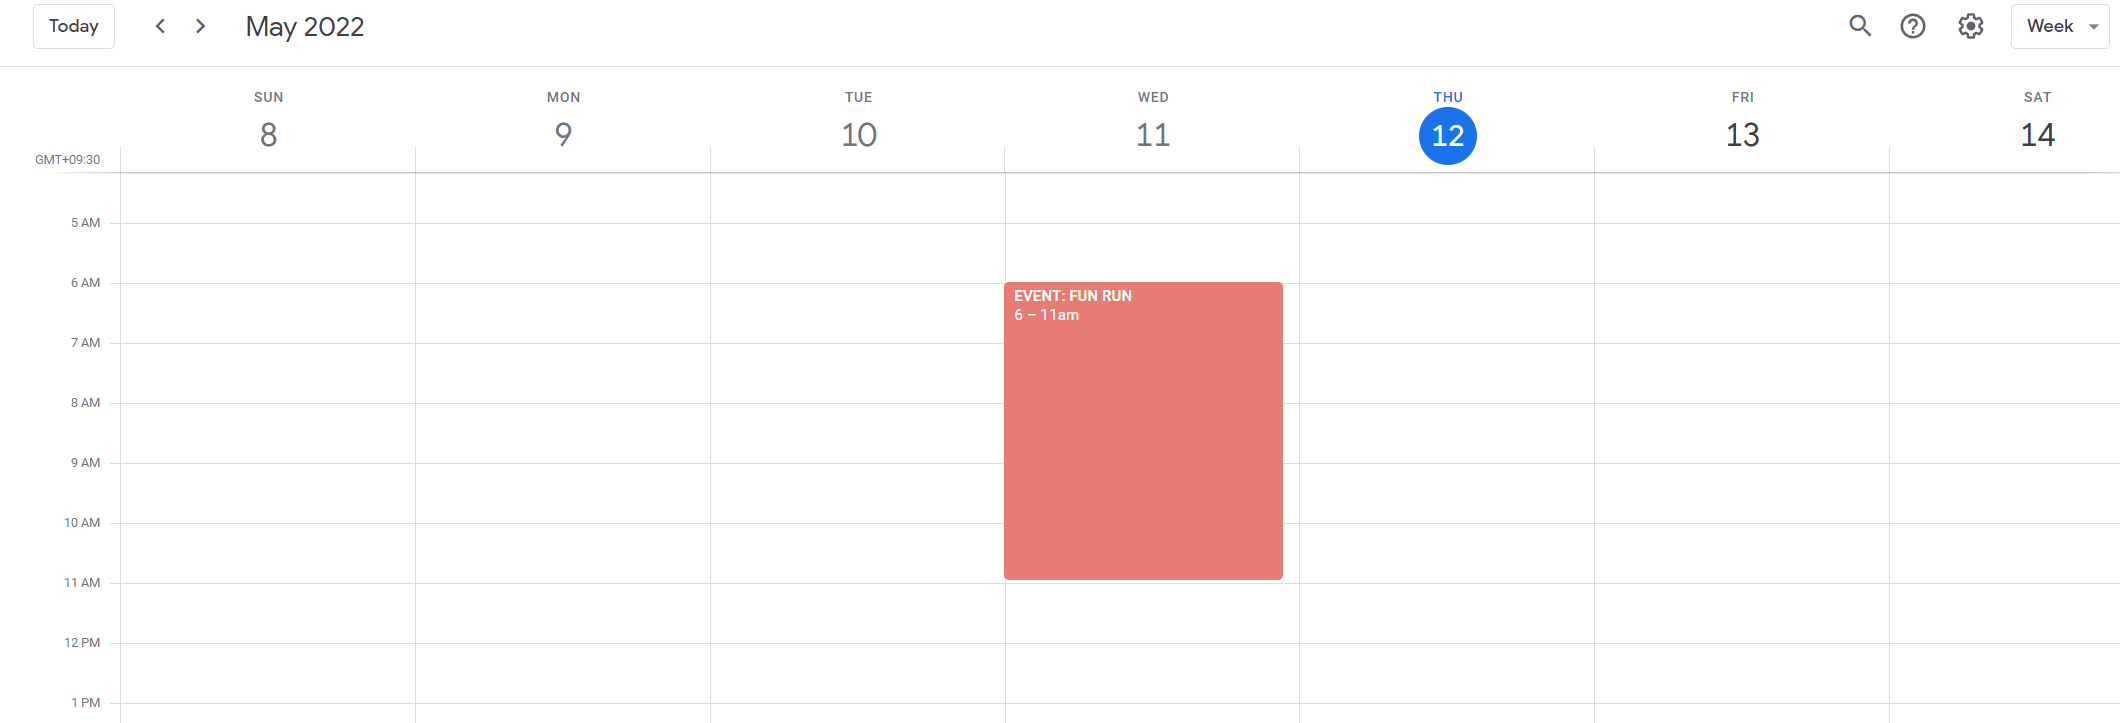 Today
May 2022
Week
SUN
MON
TUE
WED
THU
FRI
SAT
8
9
10
11
12
13
14
GMT+09:30
5 AM
6 AM
EVENT: FUN RUN
6 – 11am
7 AM
8 AM
9 AM
10 AM
11 AM
12 PM
1 PM